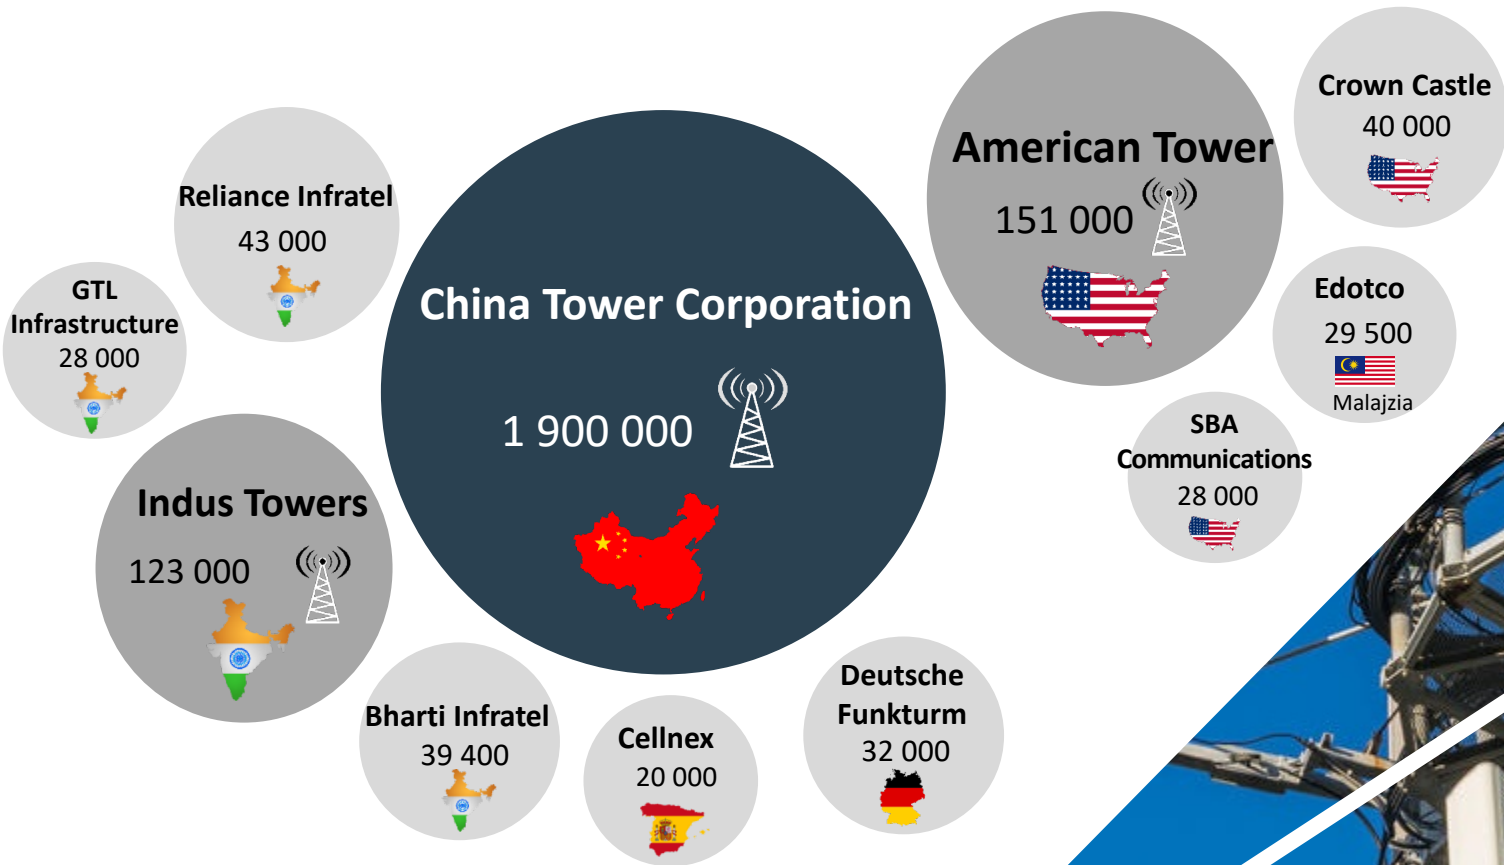 Crown Castle
40 000
American Tower
151 000
Reliance Infratel
43 000
China Tower Corporation
1 900 000
GTL
Infrastructure
28 000
Edotco
29 500
Malajzia
SBA
Communications
28 000
Indus Towers
123 000
Bharti Infratel
39 400
Cellnex
20 000
Deutsche
Funkturm
32 000